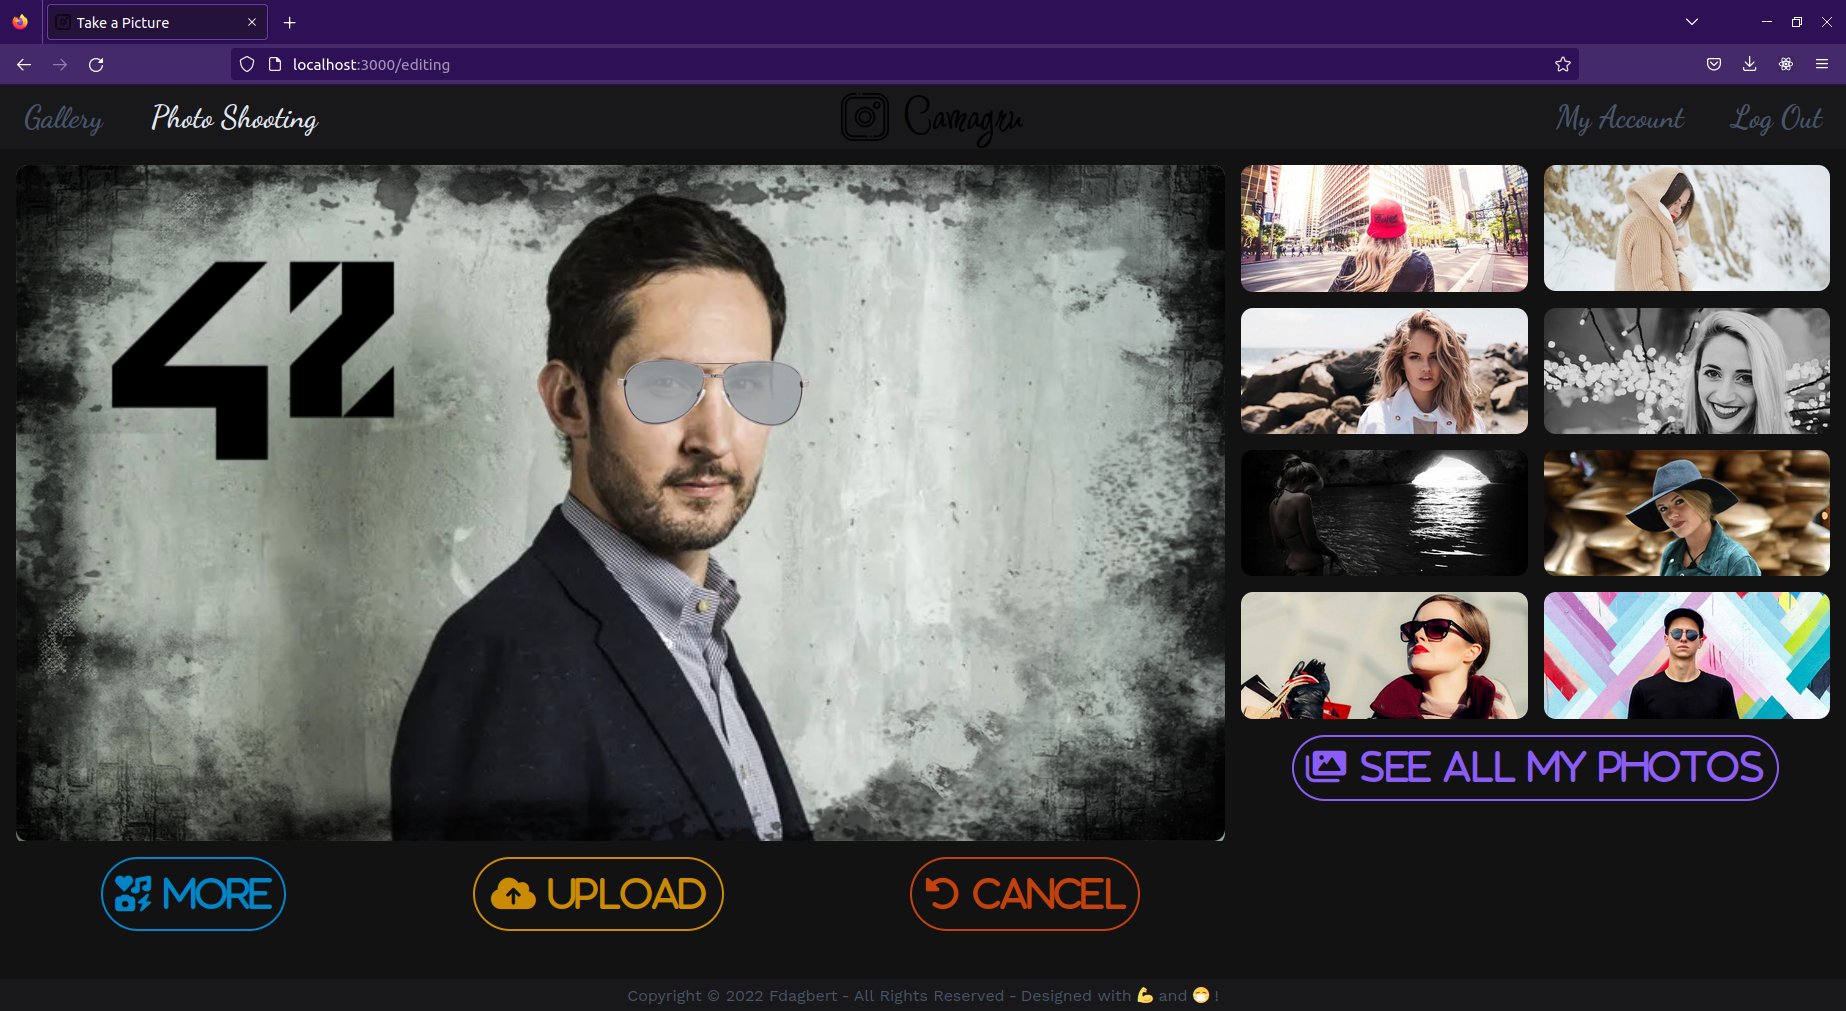 Take a Picture
localhost:3000/editing
Gallery
Photo Shooting
Camagru
My Account
Log Out
42
SEE ALL MY PHOTOS
MORE
UPLOAD
CANCEL
Copyright © 2022 Fdagbert - All Rights Reserved - Designed with 💪 and 😷 !